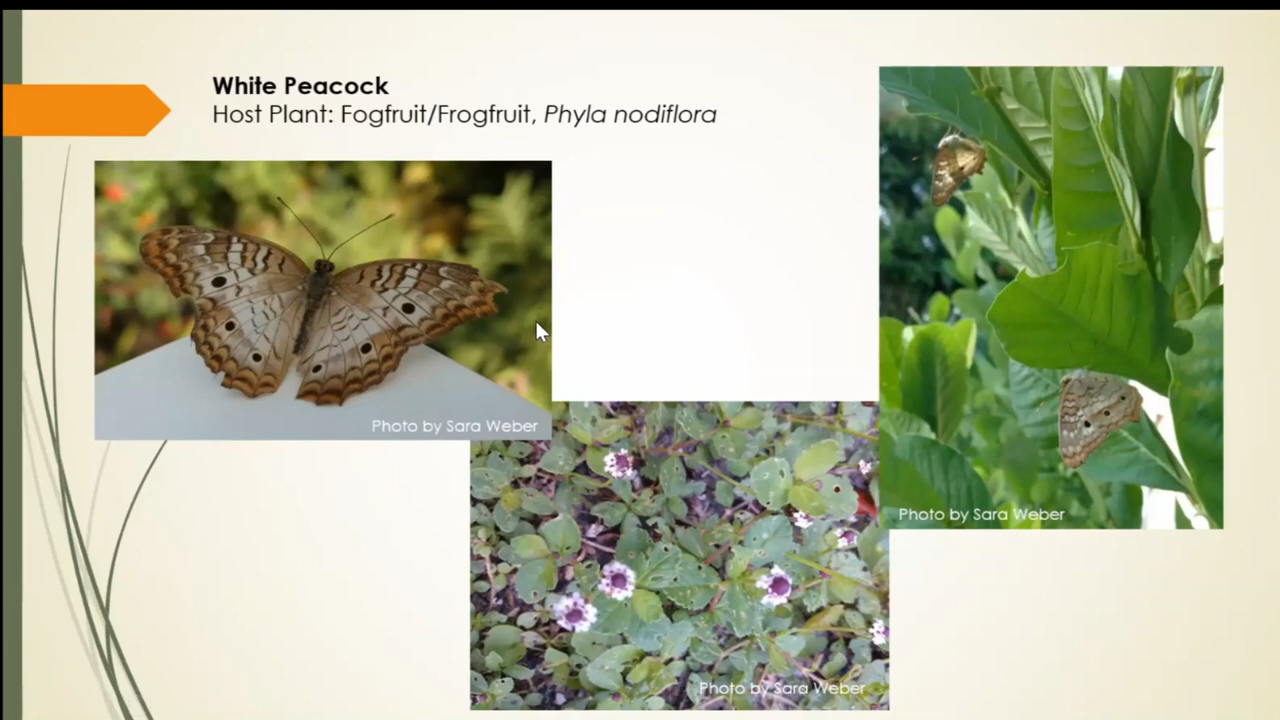 White Peacock
Host Plant: Fogfruit/Frogfruit, Phyla nodiflora
Photo by Sara Weber
Photo by Sara Weber
Photo by Sara Weber